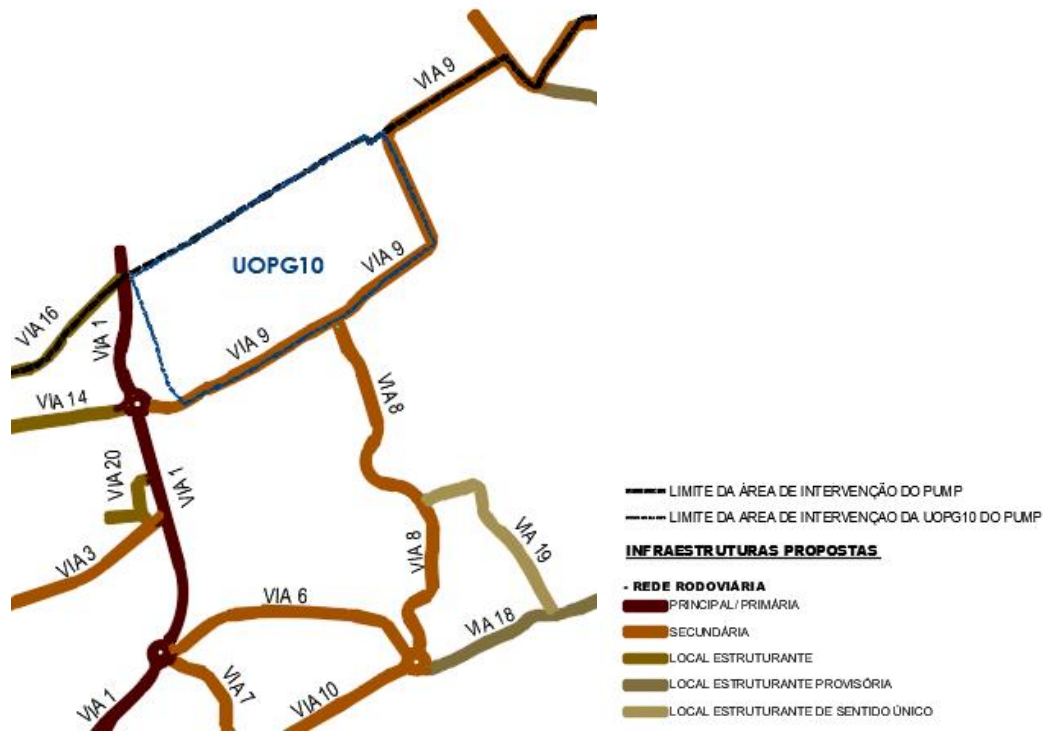 VIA 9
UOPG10
VIA 9
VIA 16
VIA 1
VIA 9
VIA 14
VIA 8
VIA 20
VIA 1
VIA 3
VIA 8
VIA 19
VIA 6
VIA 18
VIA 7
VIA 10
VIA 1
LIMITE DA ÁREA DE INTERVENÇÃO DO PUMP
LIMITE DA AREA DE INTERVENÇAO DA UOPG10 DO PUMP
INFRAESTRUTURAS PROPOSTAS
- REDE RODOVIÁRIA
PRINCIPAL/ PRIMÁRIA
SECUNDÁRIA
LOCAL ESTRUTURANTE
LOCAL ESTRUTURANTE PROVISÓRIA
LOCAL ESTRUTURANTE DE SENTIDO ÚNICO